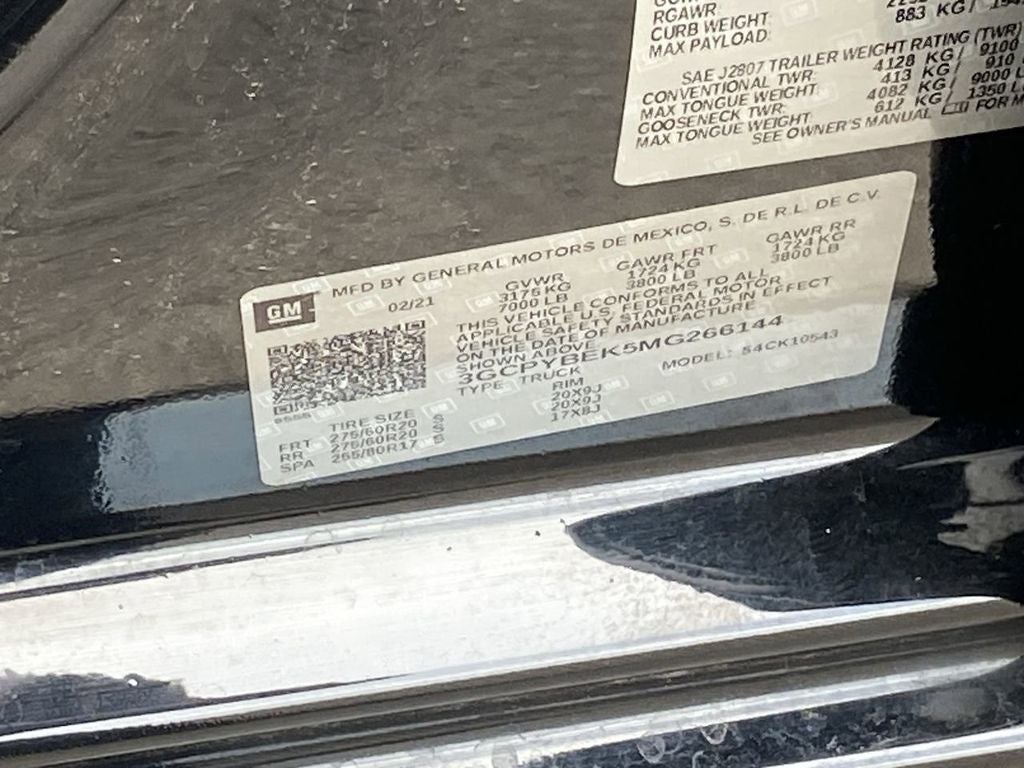 RGAWR
CURB WEIGHT:
883 KG/
MAX PAYLOAD:
SAE J2807 TRAILER WEIGHT RATING (TWR)
CONVENTIONAL TWR: 4128 KG/ 9100
MAX TONGUE WEIGHT: 413 KG/ 910
GOOSENECK TWR: 4082 KG/ 9000 L
MAX TONGUE WEIGHT: 612 KG/ 1350 L
SEE OWNER'S MANUAL FOR M
GM
MFD BY GENERAL MOTORS DE MEXICO, S. DE R.L. DE C.V.
02/21 GVWR GAWR FRT GAWR RR
3175 KG 1724 KG 1724 KG
7000 LB 3800 LB 3800 LB
THIS VEHICLE CONFORMS TO ALL
APPLICABLE U.S. FEDERAL MOTOR
VEHICLE SAFETY STANDARDS IN EFFECT
ON THE DATE OF MANUFACTURE
SHOWN ABOVE
3GCPYBEK5MG266144
TYPE: TRUCK MODEL: 54CK10543
TIRE SIZE RIM
FRT 275/60R20 S 20X9J
RR 275/60R20 S 20X9J
SPA 255/80R17 17X8J